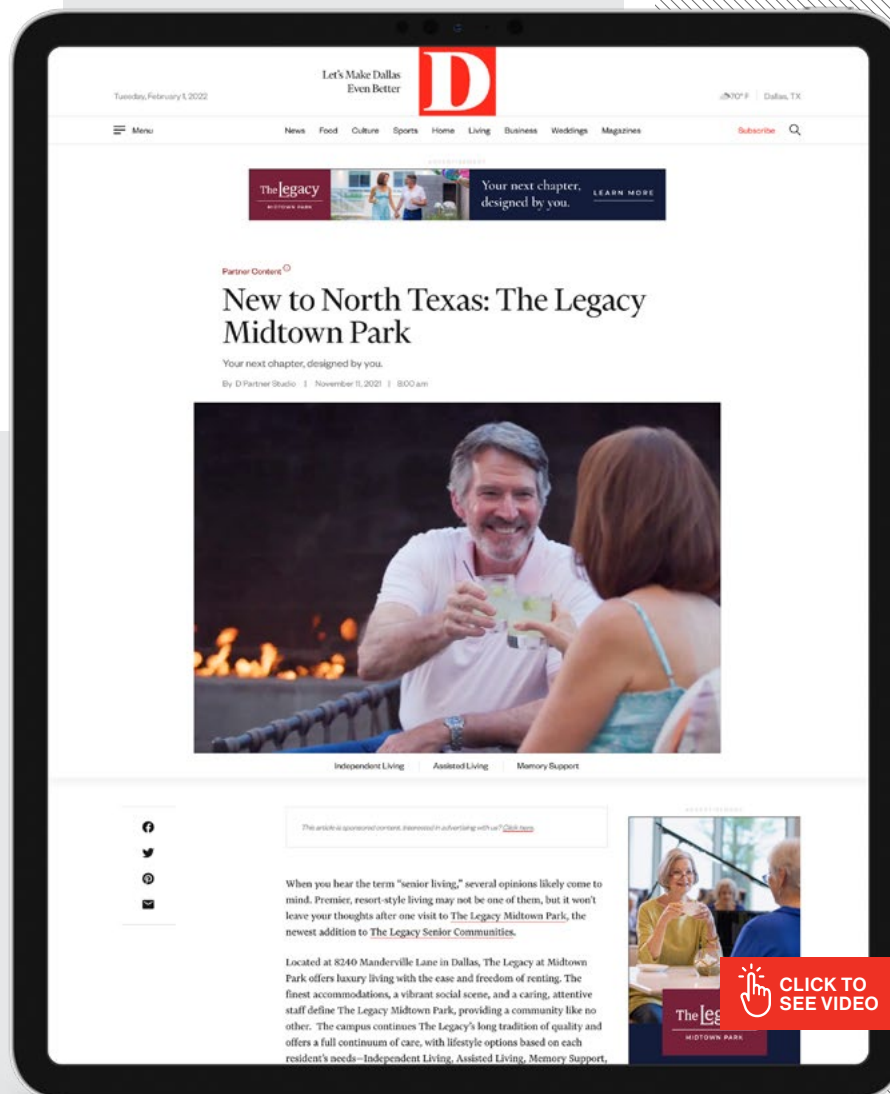 Let's Make Dallas
Even Better
D
Tuesday, February 1, 2022
70° F
Dallas, TX
Menu
News Food Culture Sports Home Living Business Weddings Magazines
Subscribe
ADVERTISEMENT
The Legacy
MIDTOWN PARK
Your next chapter,
designed by you.
LEARN MORE
Partner Content
New to North Texas: The Legacy
Midtown Park
Your next chapter, designed by you.
By D Partner Studio | November 11, 2021 | 8:00 am
Independent Living Assisted Living Memory Support
ADVERTISEMENT
This article is sponsored content. Interested in advertising with us? Click here.
When you hear the term “senior living,” several opinions likely come to
mind. Premier, resort-style living may not be one of them, but it won’t
leave your thoughts after one visit to The Legacy Midtown Park, the
newest addition to The Legacy Senior Communities.
Located at 8240 Manderville Lane in Dallas, The Legacy at Midtown
Park offers luxury living with the ease and freedom of renting. The
finest accommodations, a vibrant social scene, and a caring, attentive
staff define The Legacy Midtown Park, providing a community like no
other. The campus continues The Legacy’s long tradition of quality and
offers a full continuum of care, with lifestyle options based on each
resident’s needs—Independent Living, Assisted Living, Memory Support,
CLICK TO
SEE VIDEO
The Leg
MIDTOWN PARK